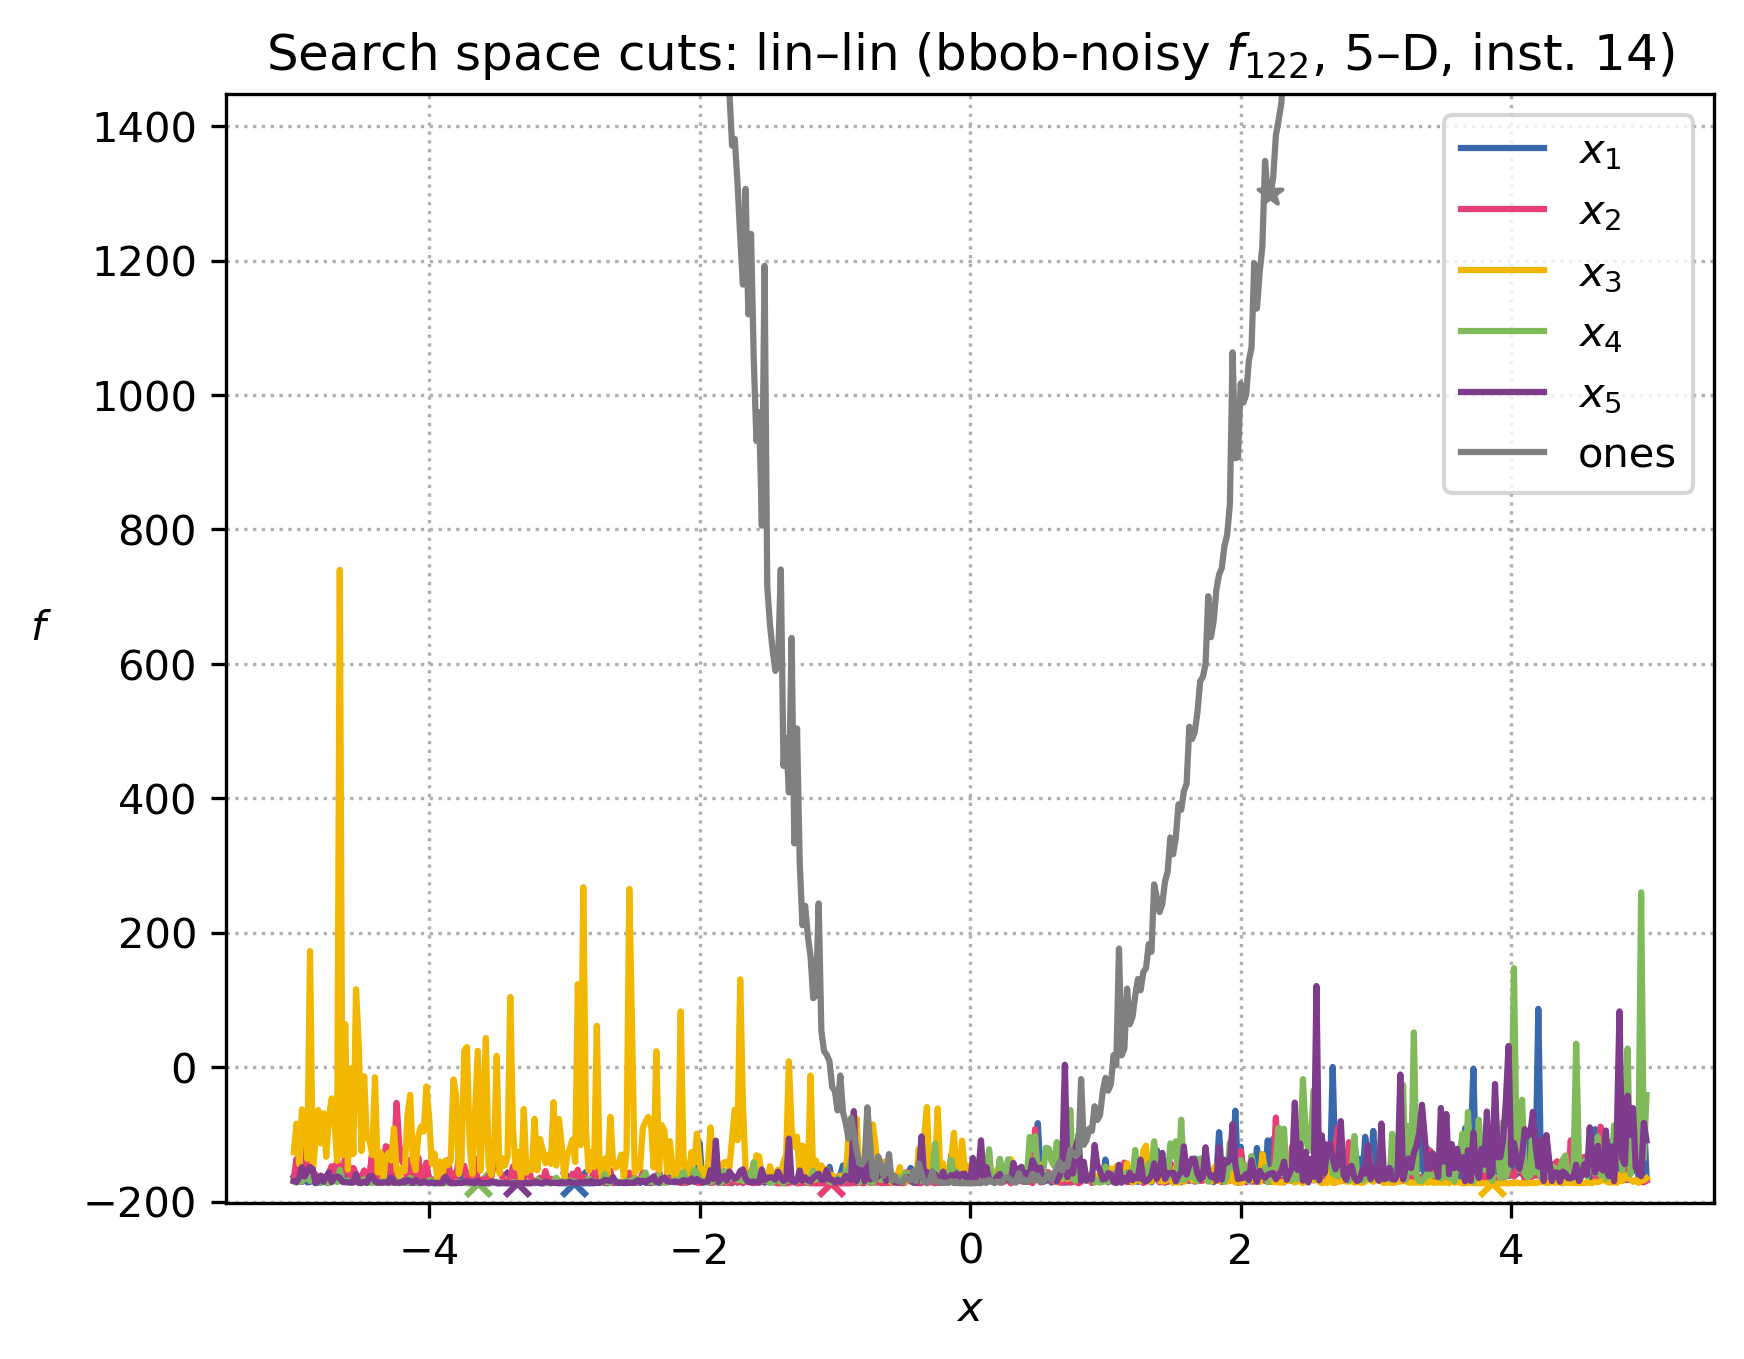 Search space cuts: lin–lin (bbob-noisy f₁₂₂, 5–D, inst. 14)
1400
1200
1000
800
600
400
200
0
−200
f
−4
−2
0
2
4
x
x₁
x₂
x₃
x₄
x₅
ones